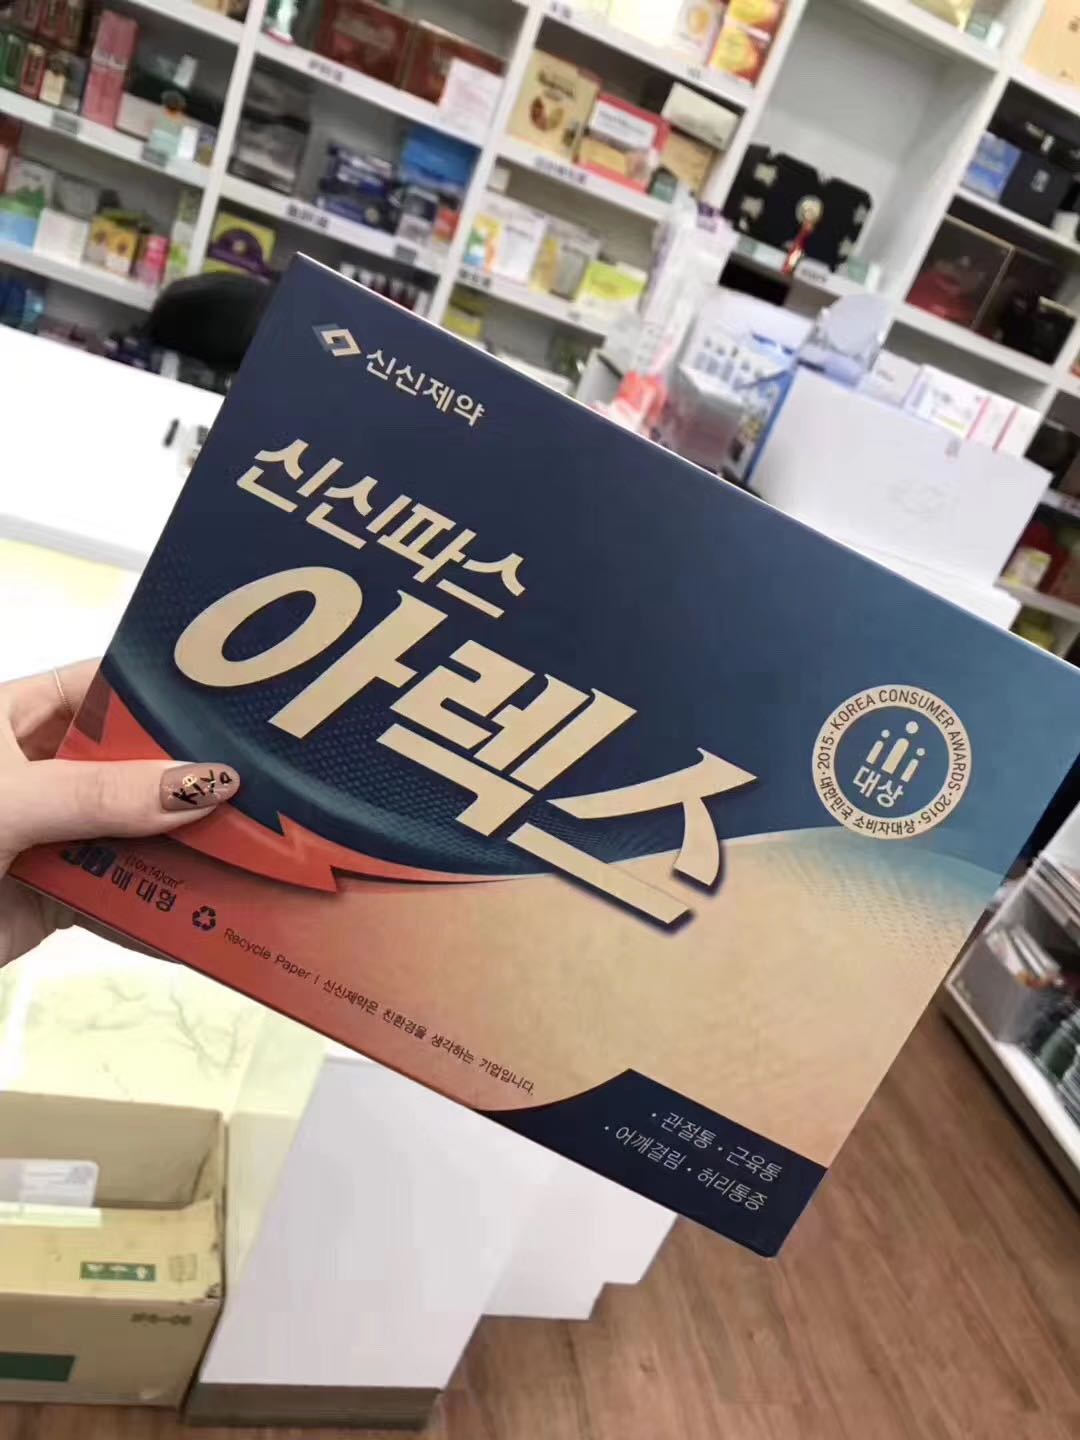 신신제약
신신파스
아렉스
2015 · KOREA CONSUMER AWARDS · 2015 · 대한민국 소비자대상 ·
대상
(10x14)cm²
매 대형
Recycle Paper | 신신제약은 친환경을 생각하는 기업입니다.
· 관절통 · 근육통
· 어깨결림 · 허리통증